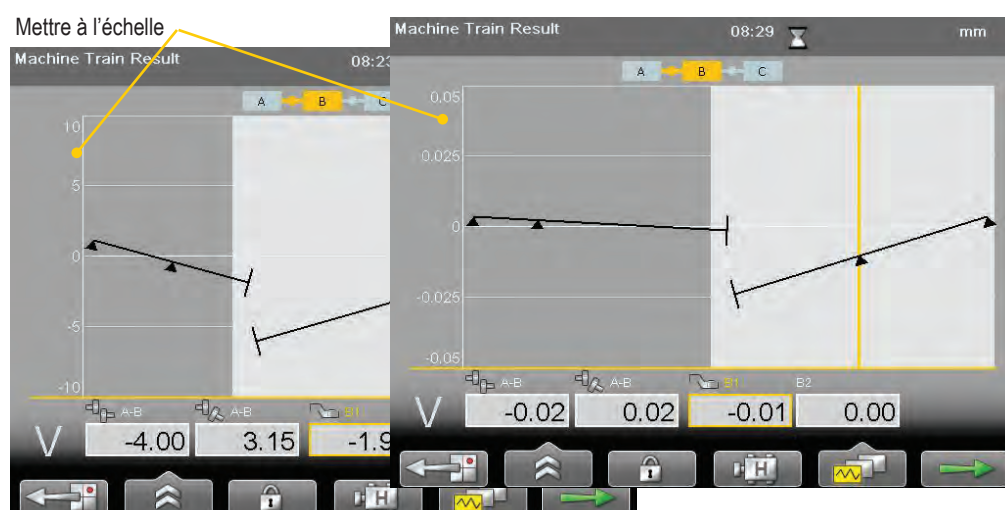 Mettre à l'échelle
Machine Train Result 08:23
A B C
10
5
0
-5
-10
A-B A-B B1
V -4.00 3.15 -1.9
H
Machine Train Result 08:29 mm
A B C
0.05
0.025
0
-0.025
-0.05
A-B A-B B1 B2
V -0.02 0.02 -0.01 0.00
H